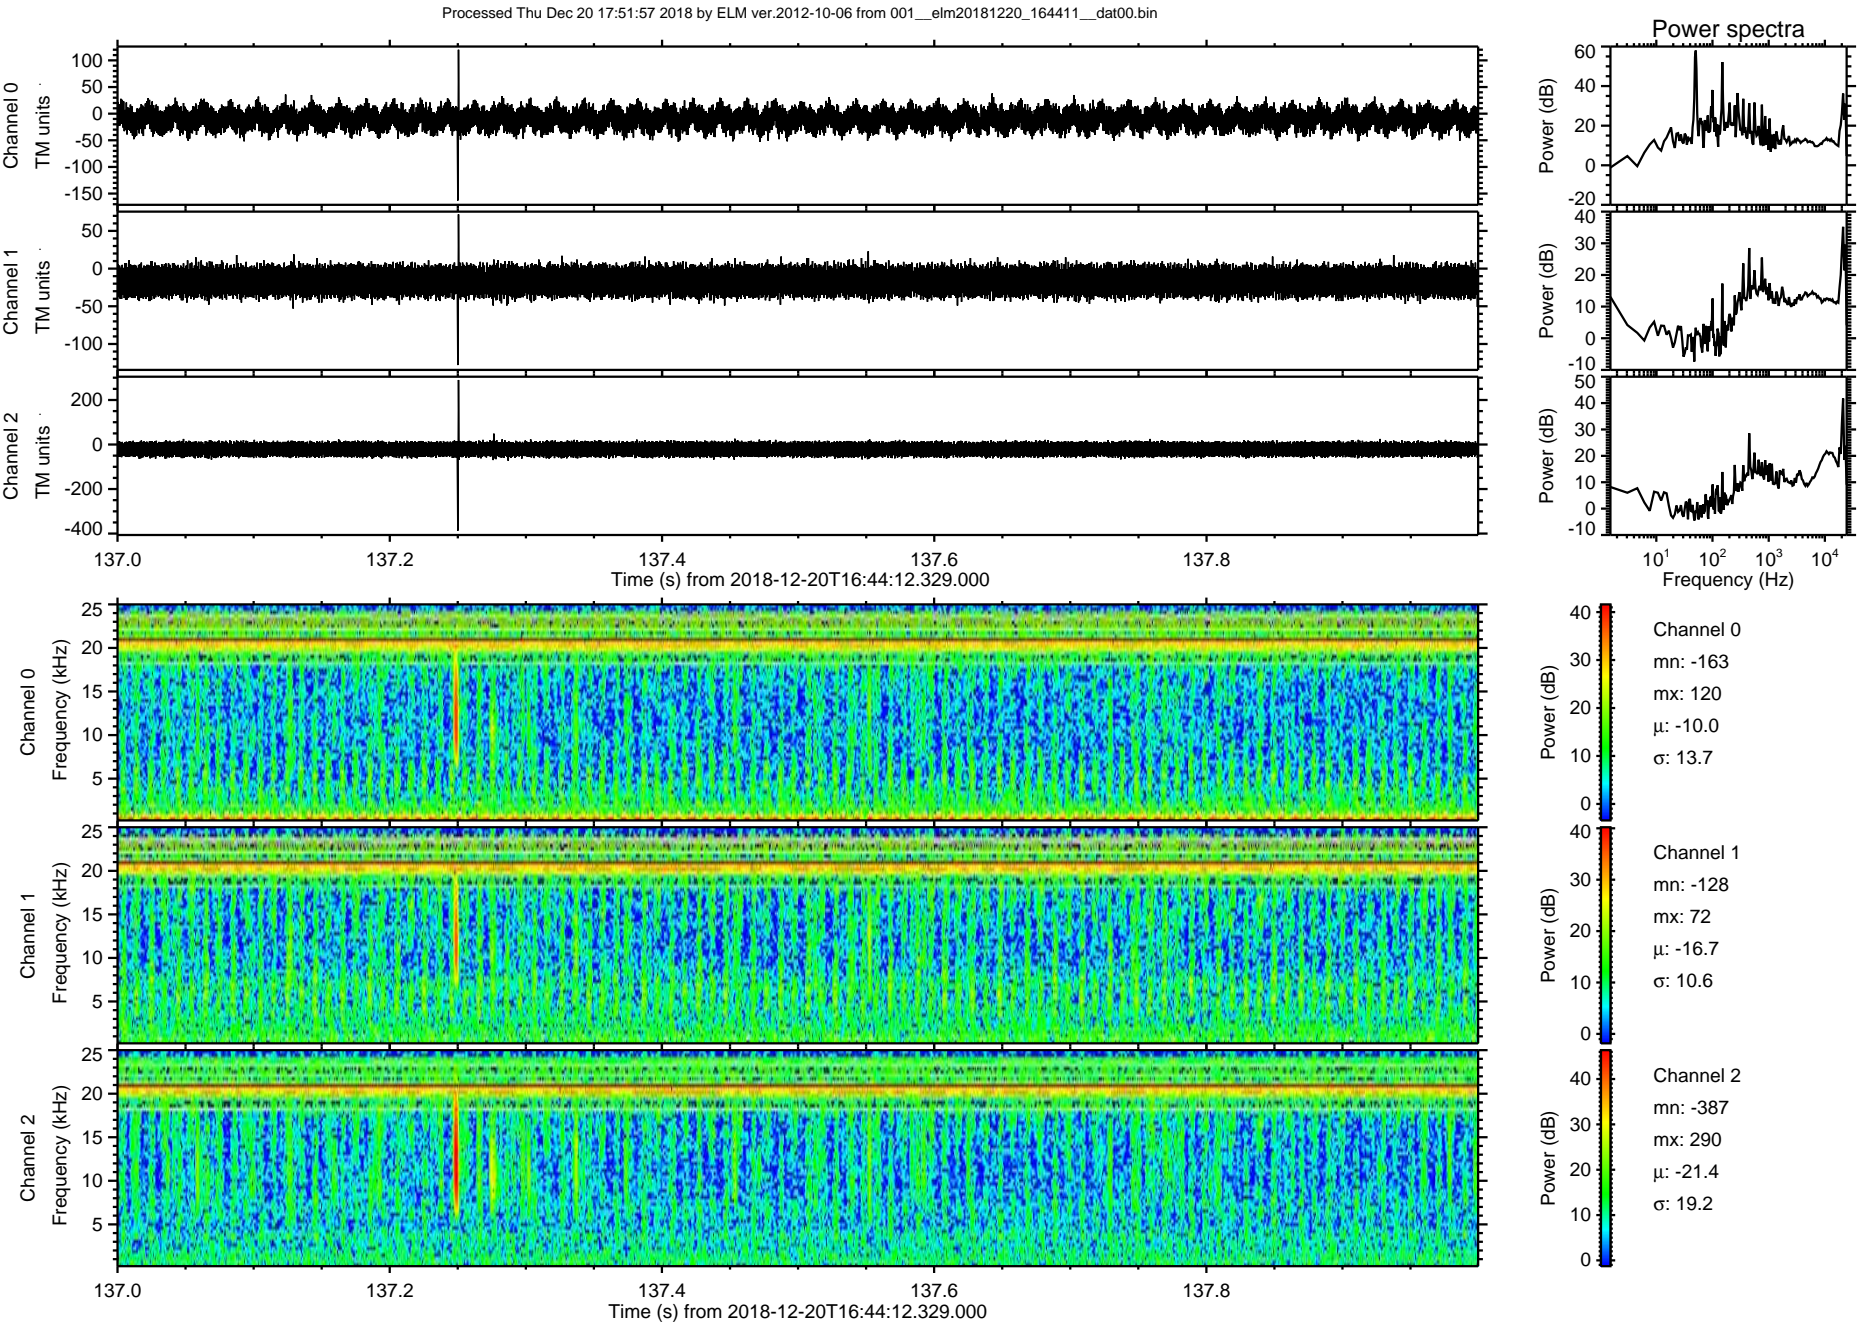 Processed Thu Dec 20 17:51:57 2018 by ELM ver.2012-10-06 from 001__elm20181220_164411__dat00.bin
Power spectra
Channel 0
TM units
100
50
0
-50
-100
-150
Power (dB)
60
40
20
0
-20
Channel 1
TM units
50
0
-50
-100
Power (dB)
40
30
20
10
0
-10
Channel 2
TM units
200
0
-200
-400
Power (dB)
50
40
30
20
10
0
-10
137.0 137.2 137.4 137.6 137.8
Time (s) from 2018-12-20T16:44:12.329.000
10^1 10^2 10^3 10^4
Frequency (Hz)
Channel 0
Frequency (kHz)
25
20
15
10
5
Power (dB)
40
30
20
10
0
Channel 0
mn: -163
mx: 120
μ: -10.0
σ: 13.7
Channel 1
Frequency (kHz)
25
20
15
10
5
Power (dB)
40
30
20
10
0
Channel 1
mn: -128
mx: 72
μ: -16.7
σ: 10.6
Channel 2
Frequency (kHz)
25
20
15
10
5
Power (dB)
40
30
20
10
0
Channel 2
mn: -387
mx: 290
μ: -21.4
σ: 19.2
137.0 137.2 137.4 137.6 137.8
Time (s) from 2018-12-20T16:44:12.329.000